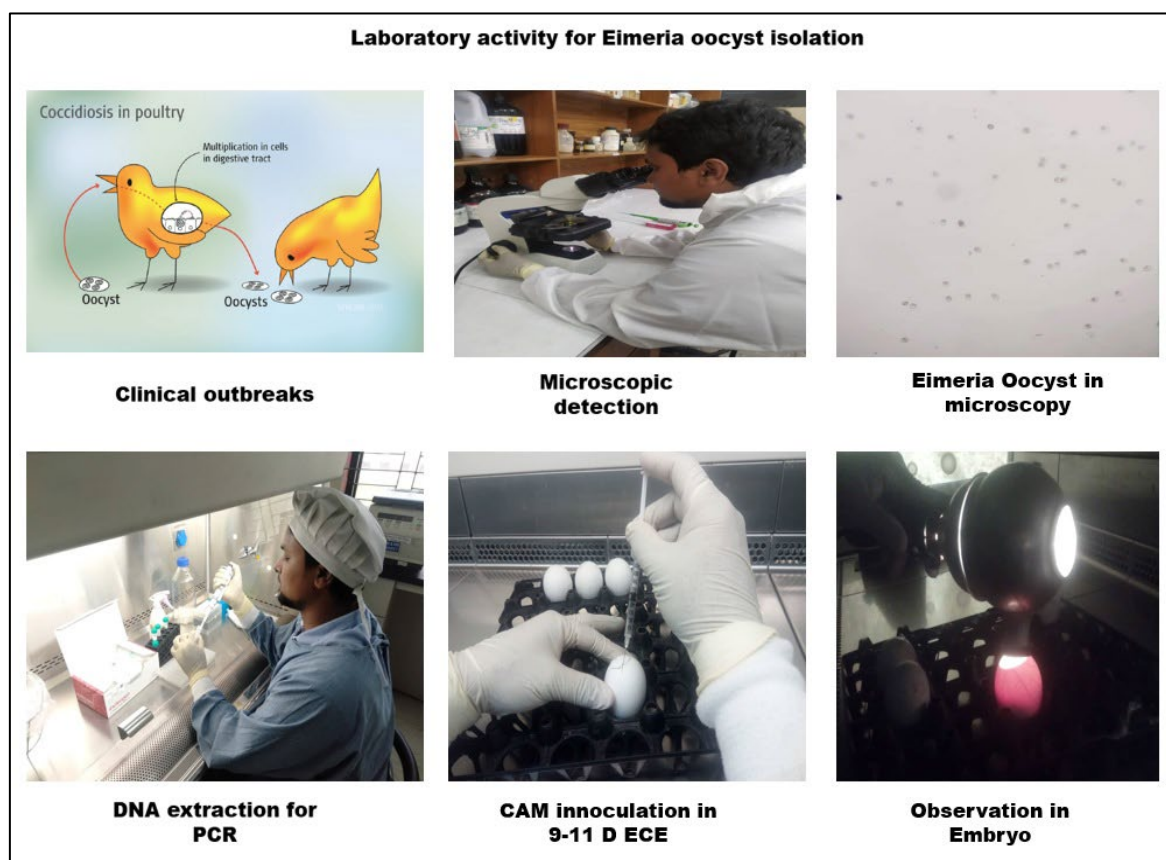 Laboratory activity for Eimeria oocyst isolation
Coccidiosis in poultry
Multiplication in cells
in digestive tract
Oocyst
Oocysts
Clinical outbreaks
Microscopic
detection
Eimeria Oocyst in
microscopy
DNA extraction for
PCR
CAM innoculation in
9-11 D ECE
Observation in
Embryo